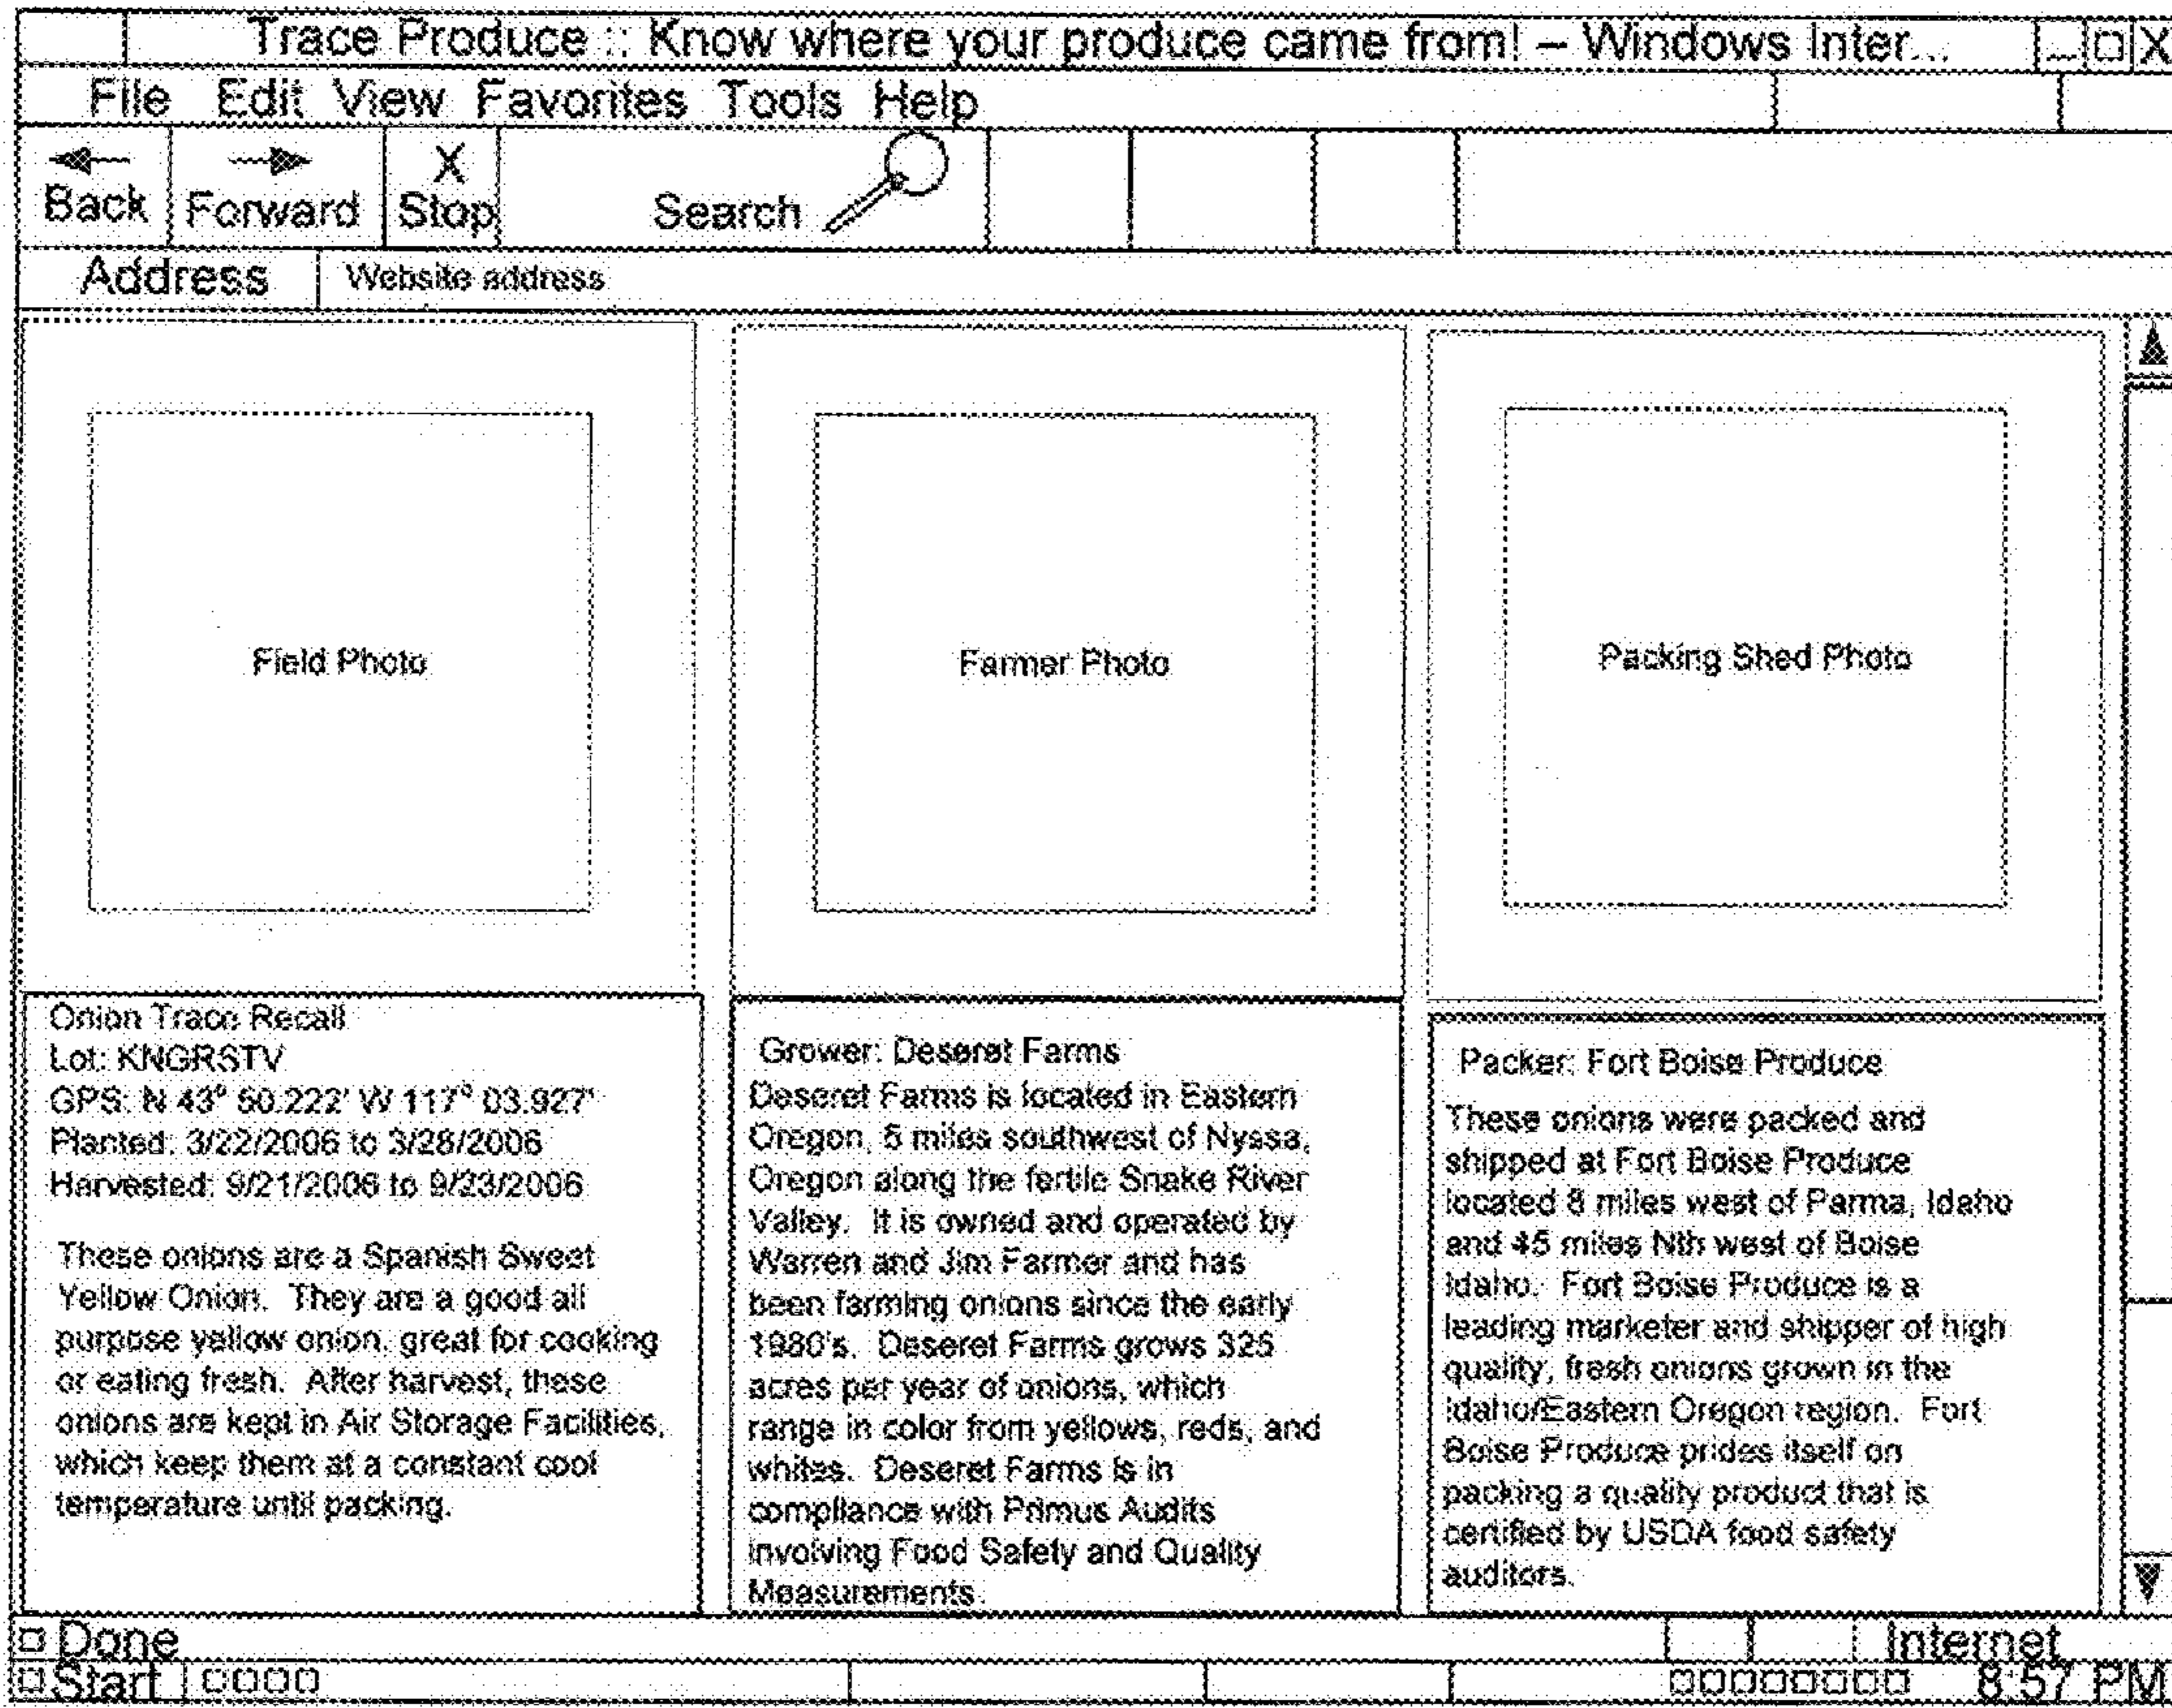 Trace Produce :: Know where your produce came from! – Windows Inter...
_ □ X
File Edit View Favorites Tools Help
X
Back Forward Stop Search
Address Website address
Field Photo
Farmer Photo
Packing Shed Photo
Onion Trace Recall
Lot: KNGRSTV
GPS: N 43° 50.222' W 117° 03.927'
Planted: 3/22/2006 to 3/28/2006
Harvested: 9/21/2006 to 9/23/2006
These onions are a Spanish Sweet
Yellow Onion. They are a good all
purpose yellow onion, great for cooking
or eating fresh. After harvest, these
onions are kept in Air Storage Facilities,
which keep them at a constant cool
temperature until packing.
Grower: Deseret Farms
Deseret Farms is located in Eastern
Oregon, 5 miles southwest of Nyssa,
Oregon along the fertile Snake River
Valley. It is owned and operated by
Warren and Jim Farmer and has
been farming onions since the early
1980's. Deseret Farms grows 325
acres per year of onions, which
range in color from yellows, reds, and
whites. Deseret Farms is in
compliance with Primus Audits
involving Food Safety and Quality
Measurements.
Packer: Fort Boise Produce
These onions were packed and
shipped at Fort Boise Produce
located 8 miles west of Parma, Idaho
and 45 miles Nth west of Boise
Idaho. Fort Boise Produce is a
leading marketer and shipper of high
quality, fresh onions grown in the
Idaho/Eastern Oregon region. Fort
Boise Produce prides itself on
packing a quality product that is
certified by USDA food safety
auditors.
Done Internet
Start 8:57 PM